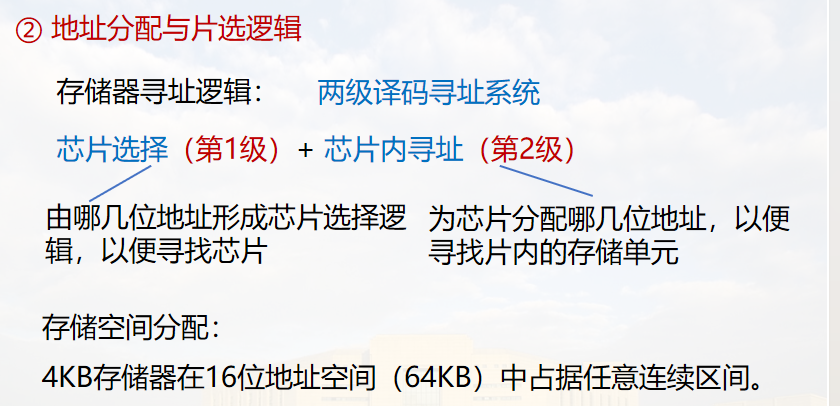 ② 地址分配与片选逻辑
存储器寻址逻辑： 两级译码寻址系统
芯片选择（第1级）+ 芯片内寻址（第2级）
由哪几位地址形成芯片选择逻
辑，以便寻找芯片
为芯片分配哪几位地址，以便
寻找片内的存储单元
存储空间分配：
4KB存储器在16位地址空间（64KB）中占据任意连续区间。